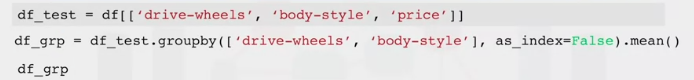 df_test = df[[‘drive-wheels’, ‘body-style’, ‘price’]]
df_grp = df_test.groupby([‘drive-wheels’, ‘body-style’], as_index=False).mean()
df_grp